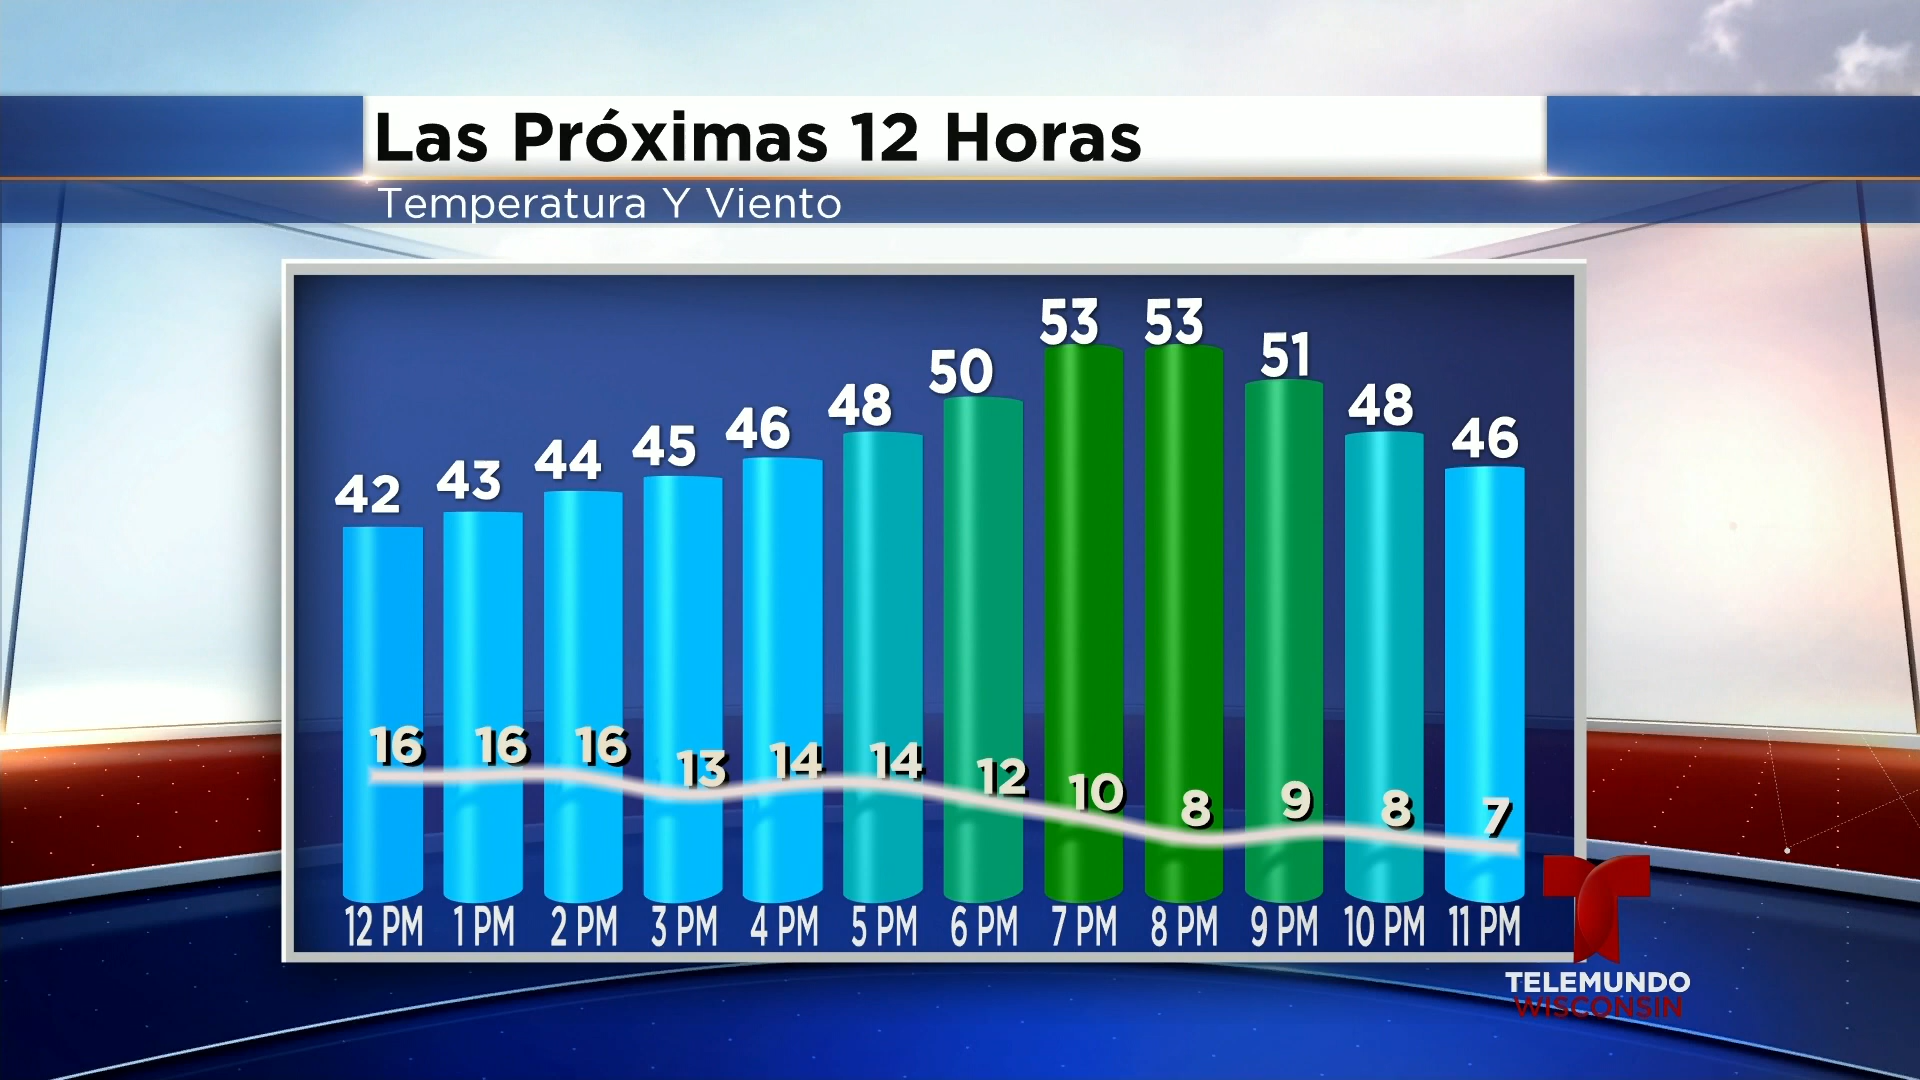 Las Próximas 12 Horas
Temperatura Y Viento
42 43 44 45 46 48 50 53 53 51 48 46
16 16 16 13 14 14 12 10 8 9 8 7
12 PM 1 PM 2 PM 3 PM 4 PM 5 PM 6 PM 7 PM 8 PM 9 PM 10 PM 11 PM
TELEMUNDO
WISCONSIN